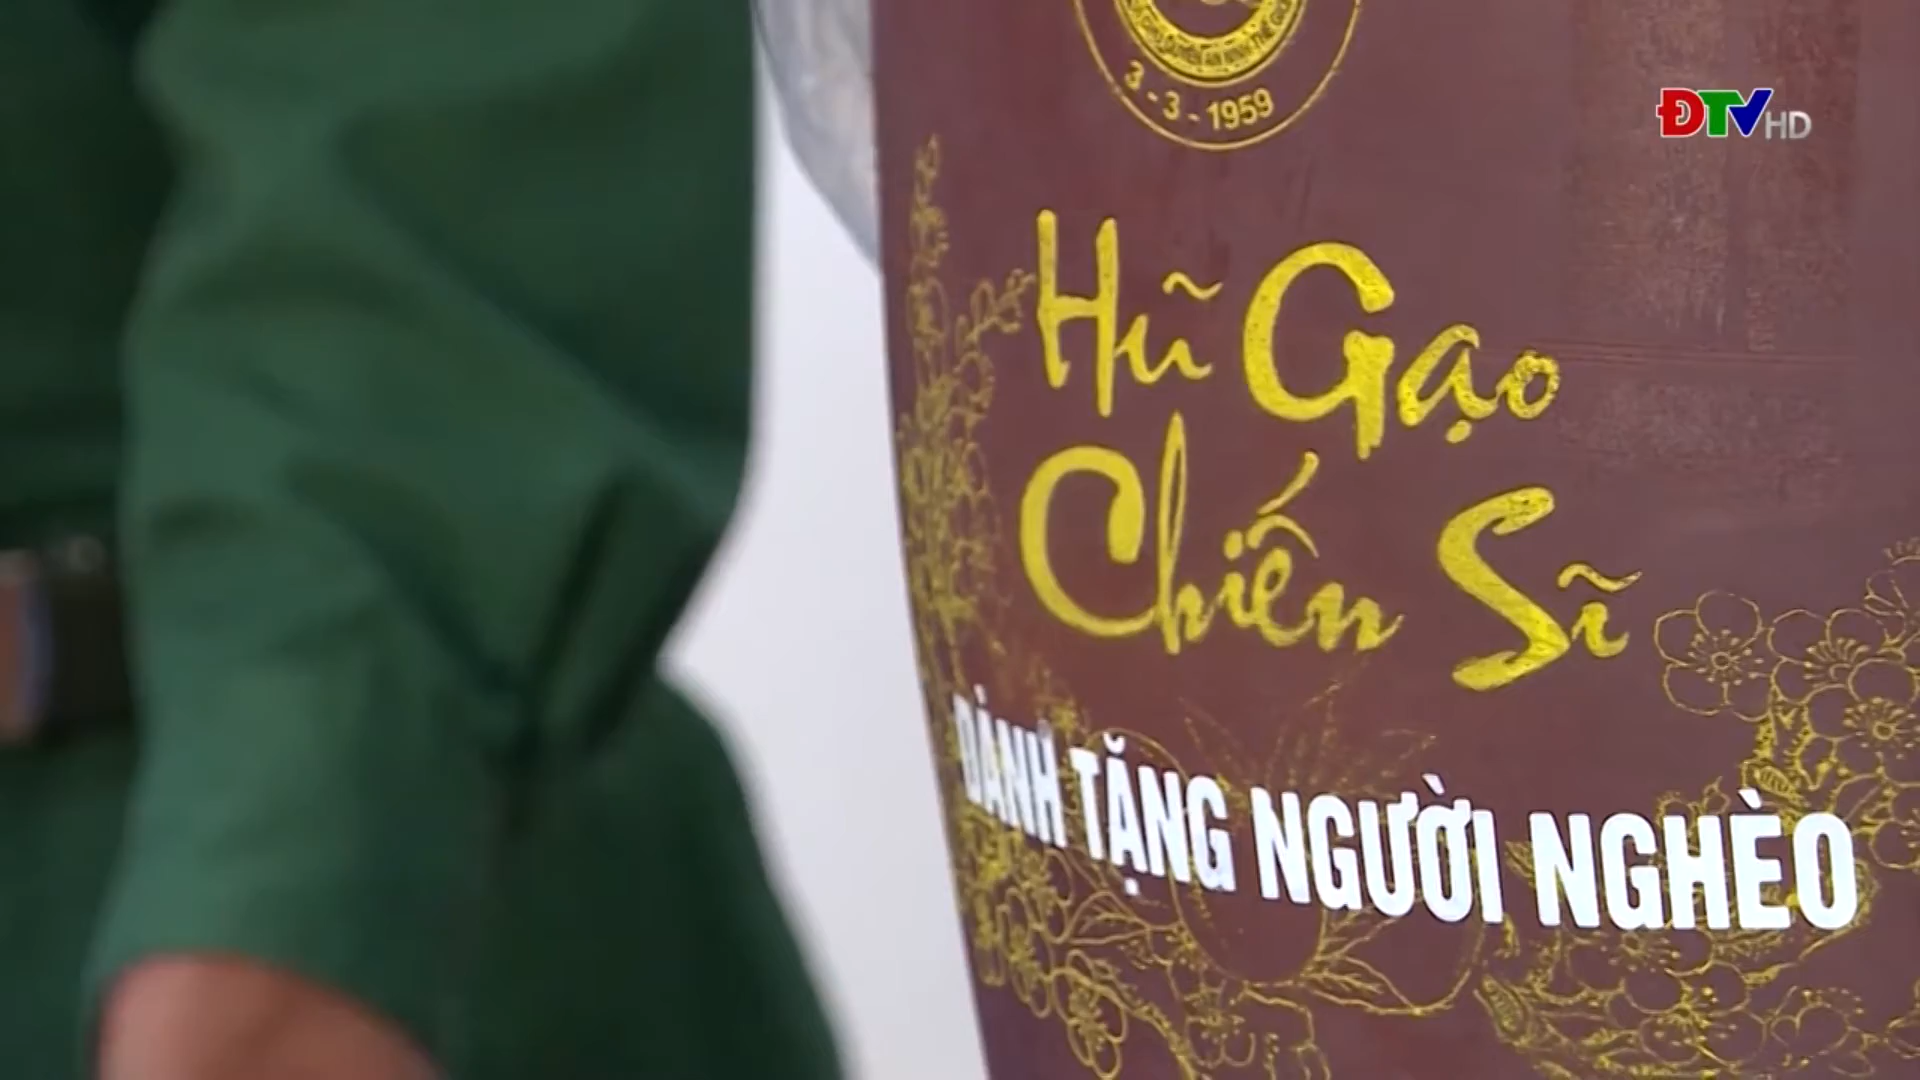 3 - 3 - 1959
ĐTV HD
Hũ Gạo
Chiến Sĩ
DÀNH TẶNG NGƯỜI NGHÈO